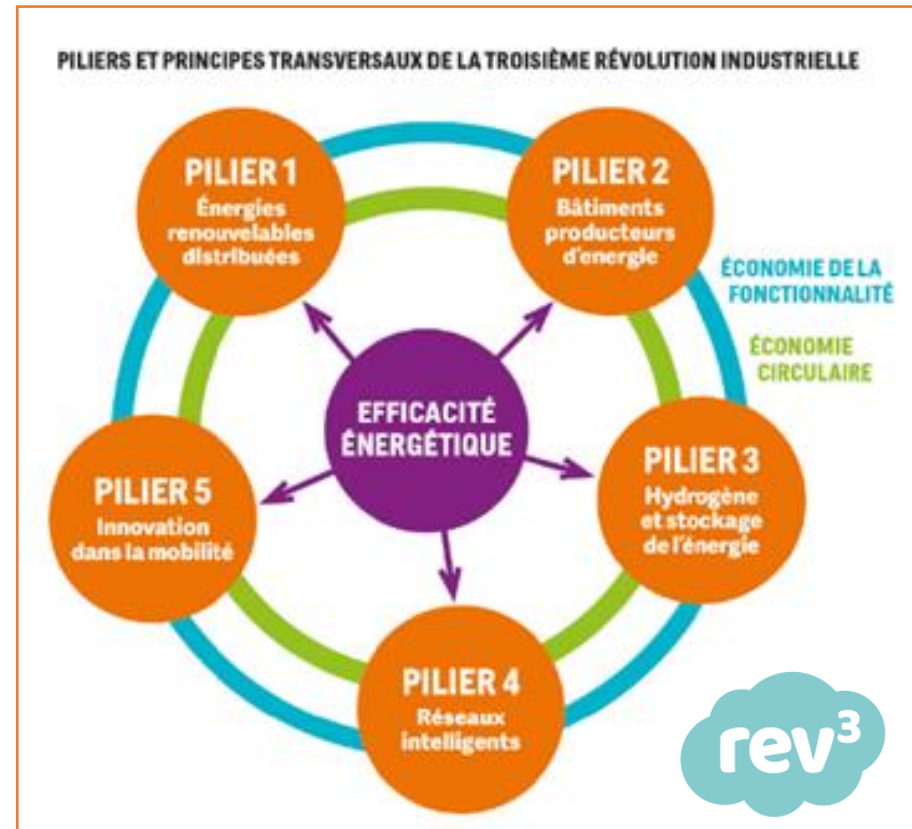 PILIERS ET PRINCIPES TRANSVERSAUX DE LA TROISIÈME RÉVOLUTION INDUSTRIELLE
PILIER 1
Énergies
renouvelables
distribuées
PILIER 2
Bâtiments
producteurs
d'energie
ÉCONOMIE DE LA
FONCTIONNALITÉ
ÉCONOMIE
CIRCULAIRE
EFFICACITÉ
ÉNERGÉTIQUE
PILIER 3
Hydrogène
et stockage
de l'énergie
PILIER 5
Innovation
dans la mobilité
PILIER 4
Réseaux
intelligents
rev³